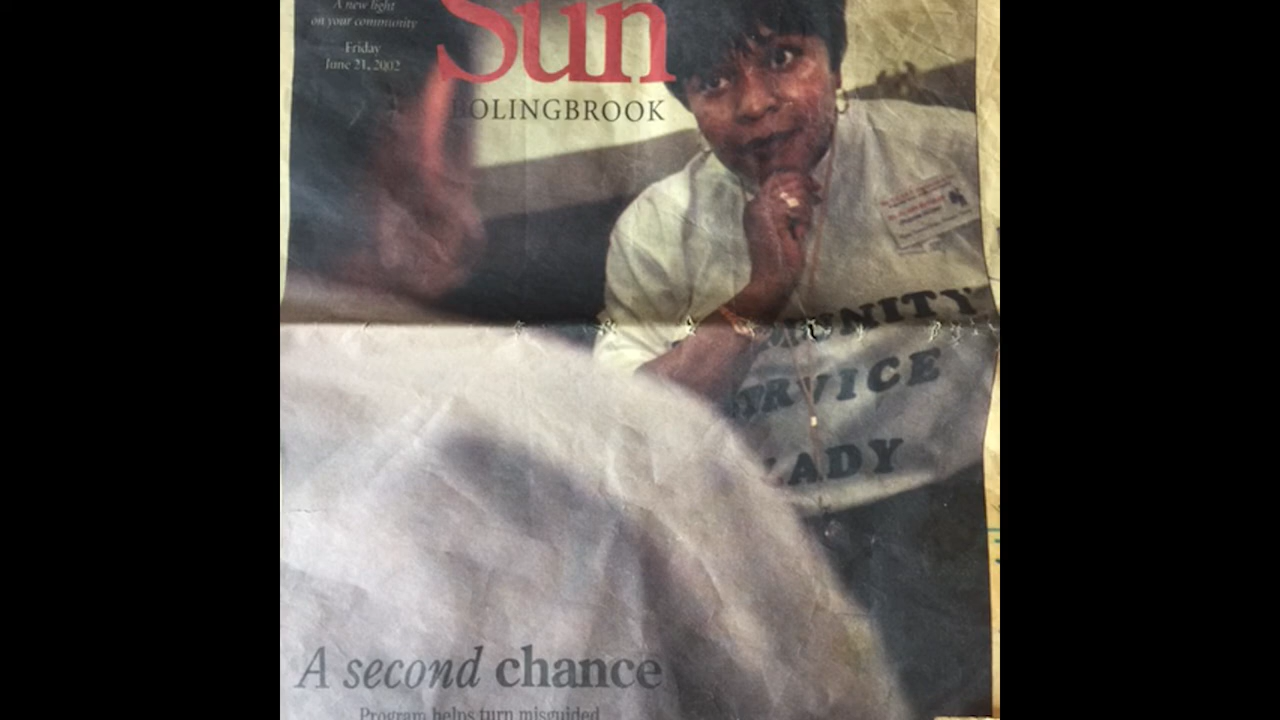 A new light
on your community
Friday
June 21, 2002
Sun
BOLINGBROOK
SERVICE
LADY
A second chance
Program helps turn misguided